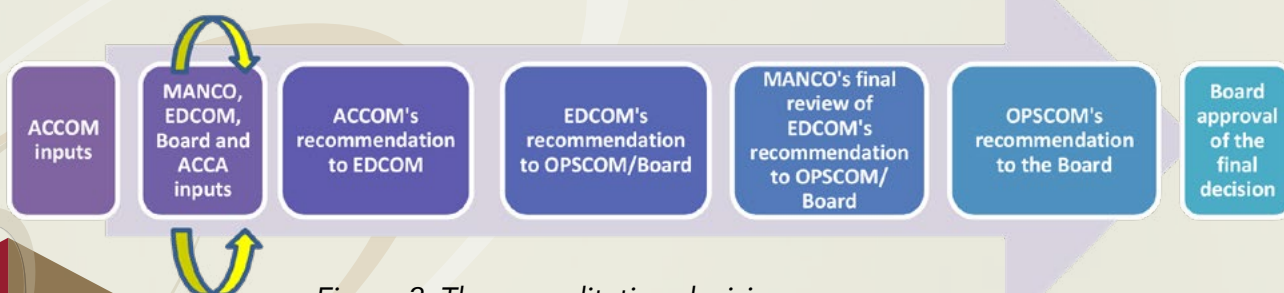 ACCOM
inputs
MANCO,
EDCOM,
Board and
ACCA
inputs
ACCOM's
recommendation
to EDCOM
EDCOM's
recommendation
to OPSCOM/Board
MANCO's final
review of
EDCOM's
recommendation
to OPSCOM/
Board
OPSCOM's
recommendation
to the Board
Board
approval
of the
final
decision